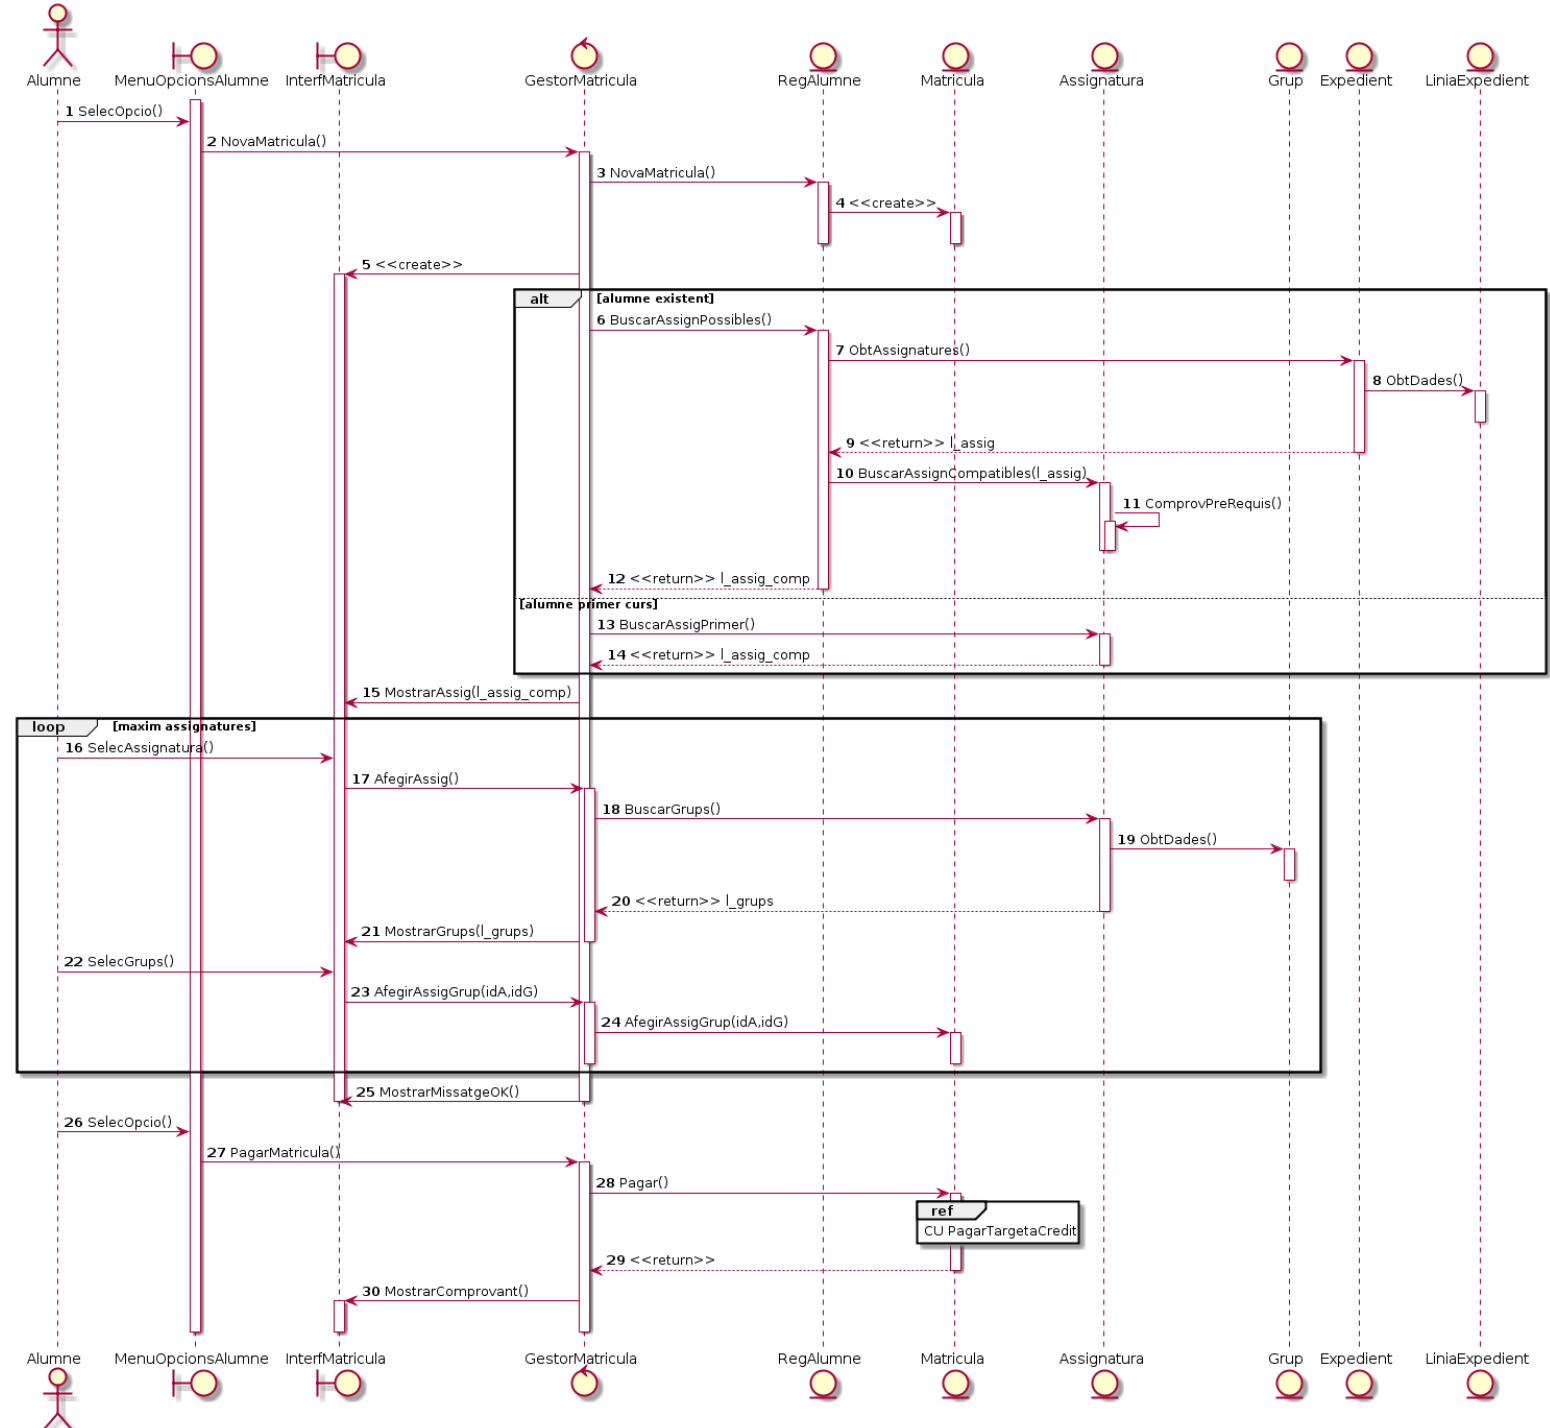 Alumne MenuOpcionsAlumne InterfMatricula GestorMatricula RegAlumne Matricula Assignatura Grup Expedient LiniaExpedient
1 SelecOpcio()
2 NovaMatricula()
3 NovaMatricula()
4 <<create>>
5 <<create>>
alt [alumne existent]
6 BuscarAssignPossibles()
7 ObtAssignatures()
8 ObtDades()
9 <<return>> l_assig
10 BuscarAssignCompatibles(l_assig)
11 ComprovPreRequis()
12 <<return>> l_assig_comp
[alumne primer curs]
13 BuscarAssigPrimer()
14 <<return>> l_assig_comp
15 MostrarAssig(l_assig_comp)
loop [maxim assignatures]
16 SelecAssignatura()
17 AfegirAssig()
18 BuscarGrups()
19 ObtDades()
20 <<return>> l_grups
21 MostrarGrups(l_grups)
22 SelecGrups()
23 AfegirAssigGrup(idA,idG)
24 AfegirAssigGrup(idA,idG)
25 MostrarMissatgeOK()
26 SelecOpcio()
27 PagarMatricula()
28 Pagar()
ref
CU PagarTargetaCredit
29 <<return>>
30 MostrarComprovant()
Alumne MenuOpcionsAlumne InterfMatricula GestorMatricula RegAlumne Matricula Assignatura Grup Expedient LiniaExpedient